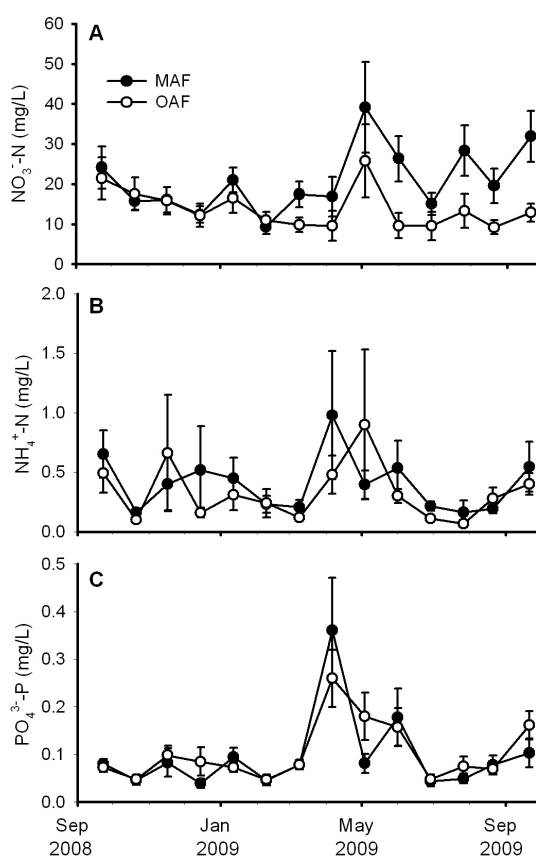 A
NO₃⁻-N (mg/L)
60
50
40
30
20
10
0
MAF
OAF
B
NH₄⁺-N (mg/L)
2.0
1.5
1.0
0.5
0.0
C
PO₄³⁻-P (mg/L)
0.5
0.4
0.3
0.2
0.1
0.0
Sep Jan May Sep
2008 2009 2009 2009